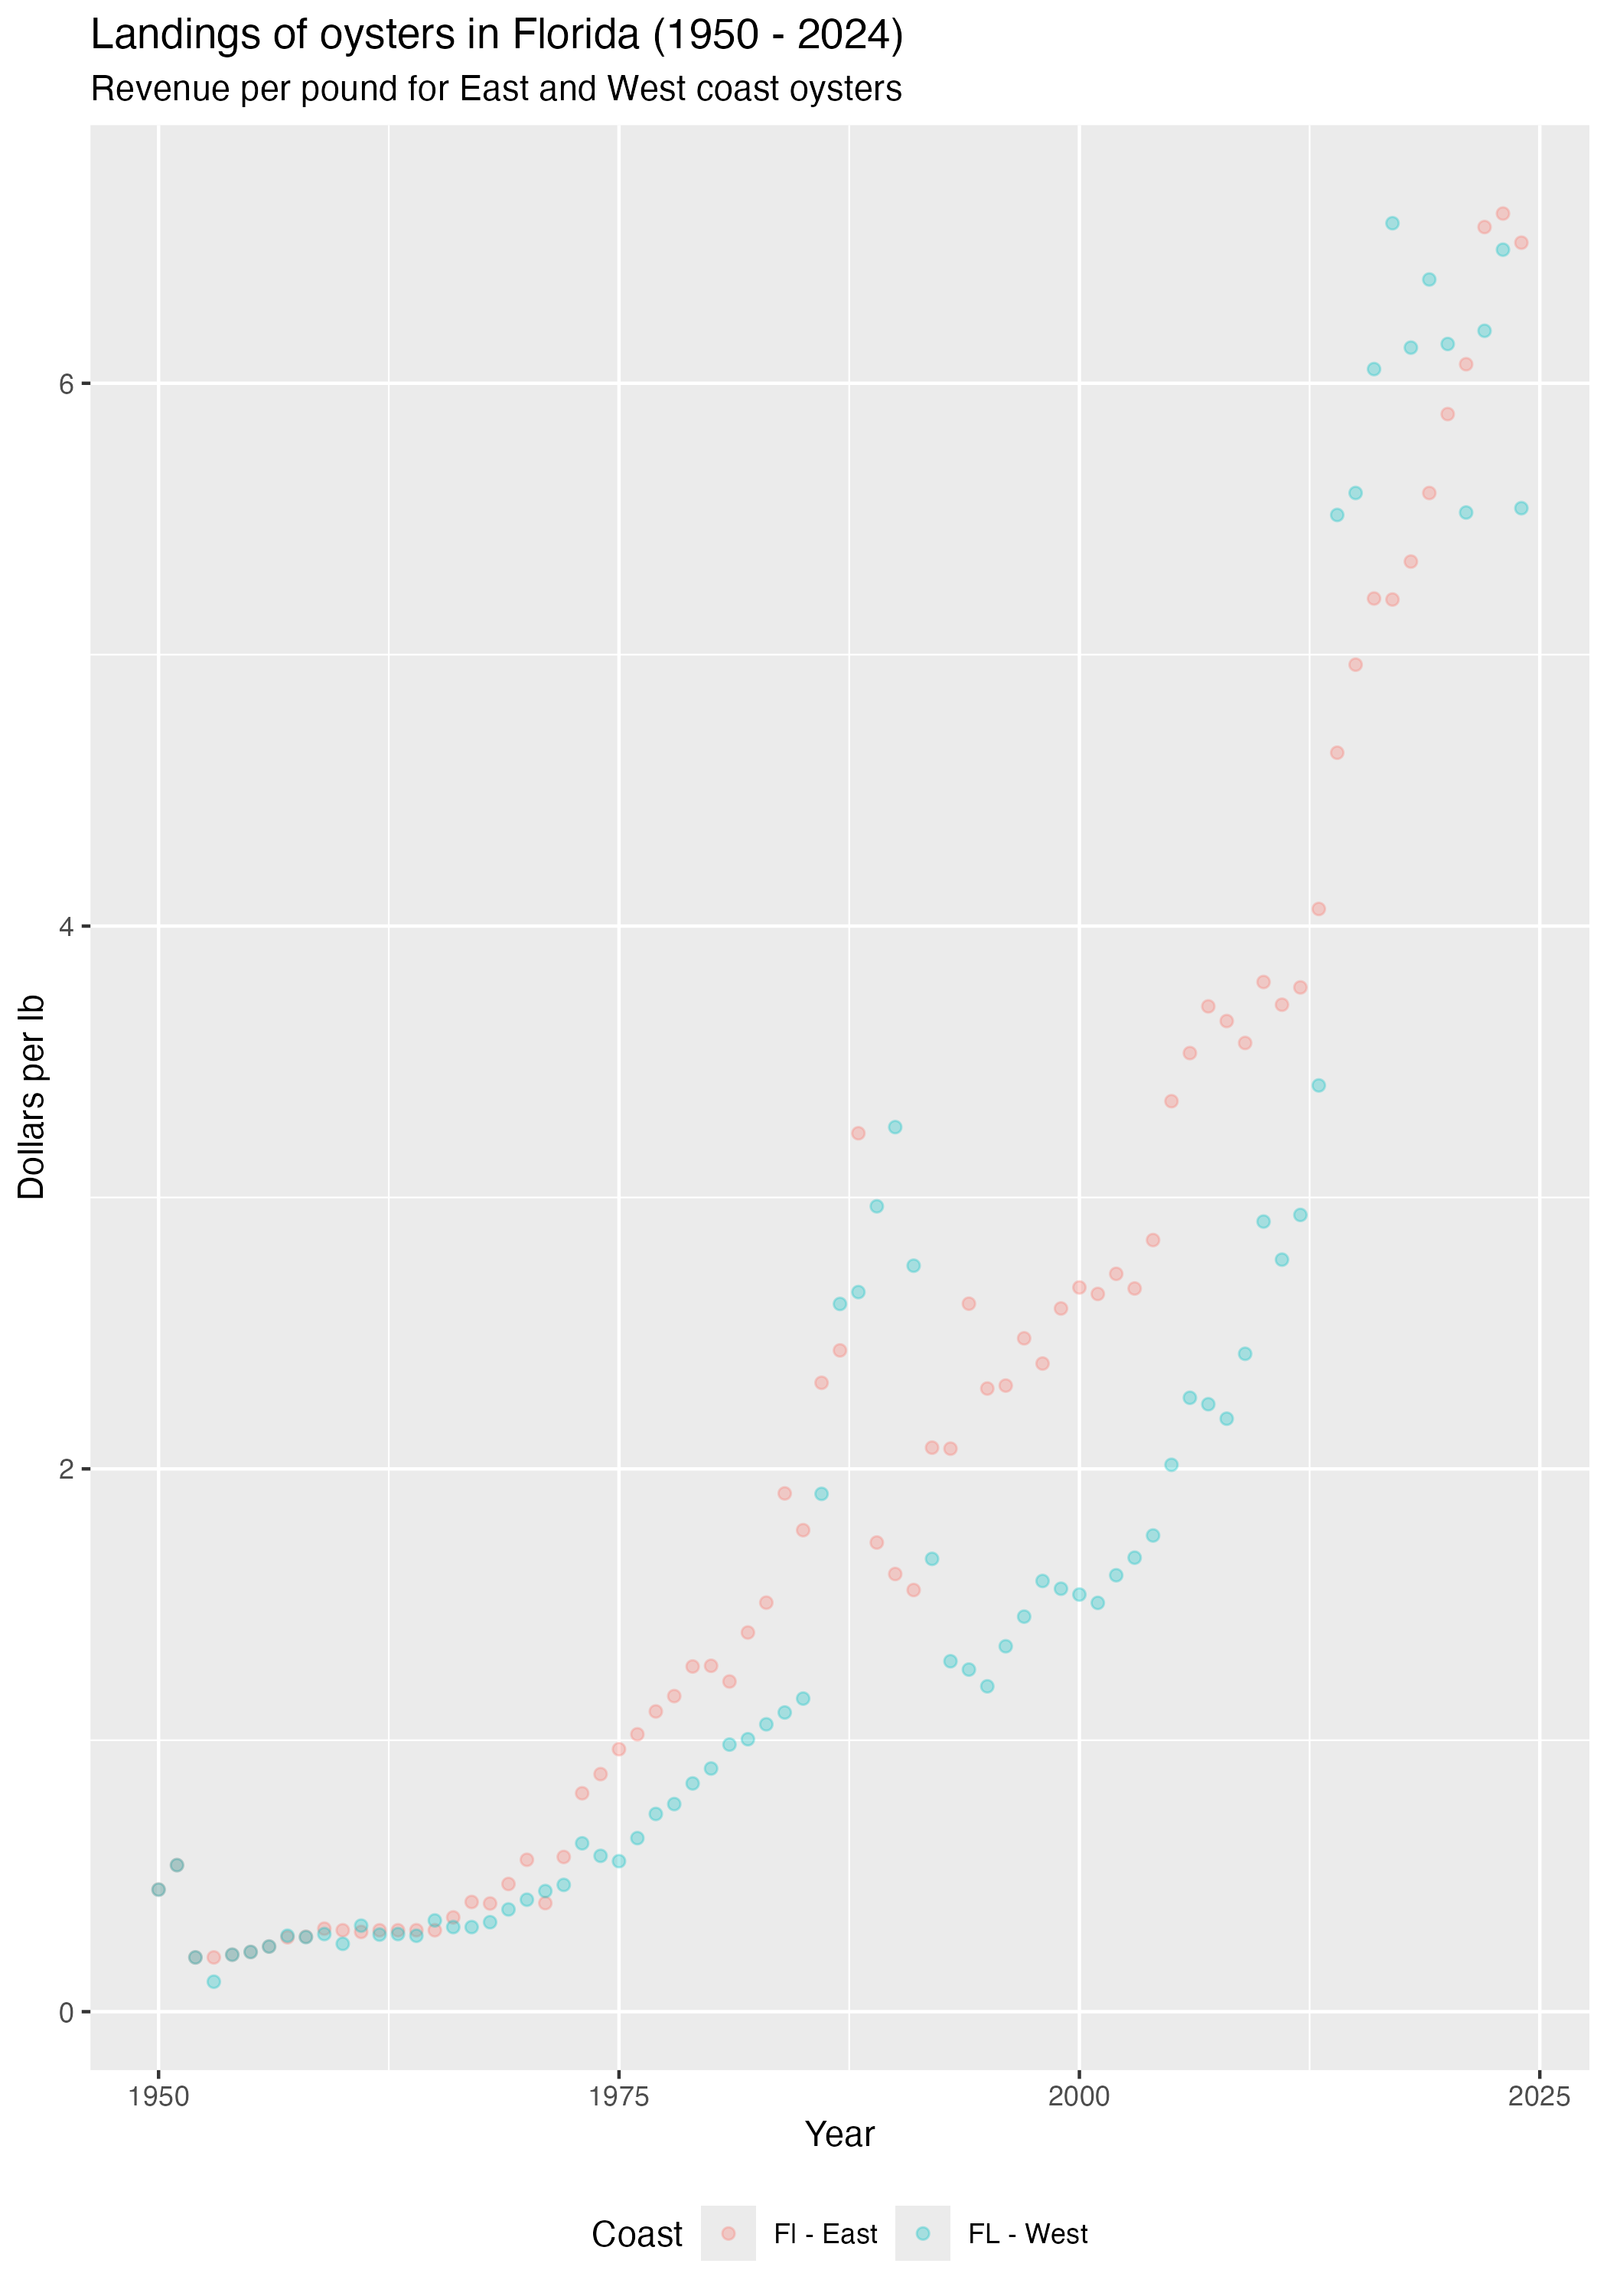 Landings of oysters in Florida (1950 - 2024)
Revenue per pound for East and West coast oysters
6
4
2
0
Dollars per lb
1950 1975 2000 2025
Year
Coast Fl - East FL - West